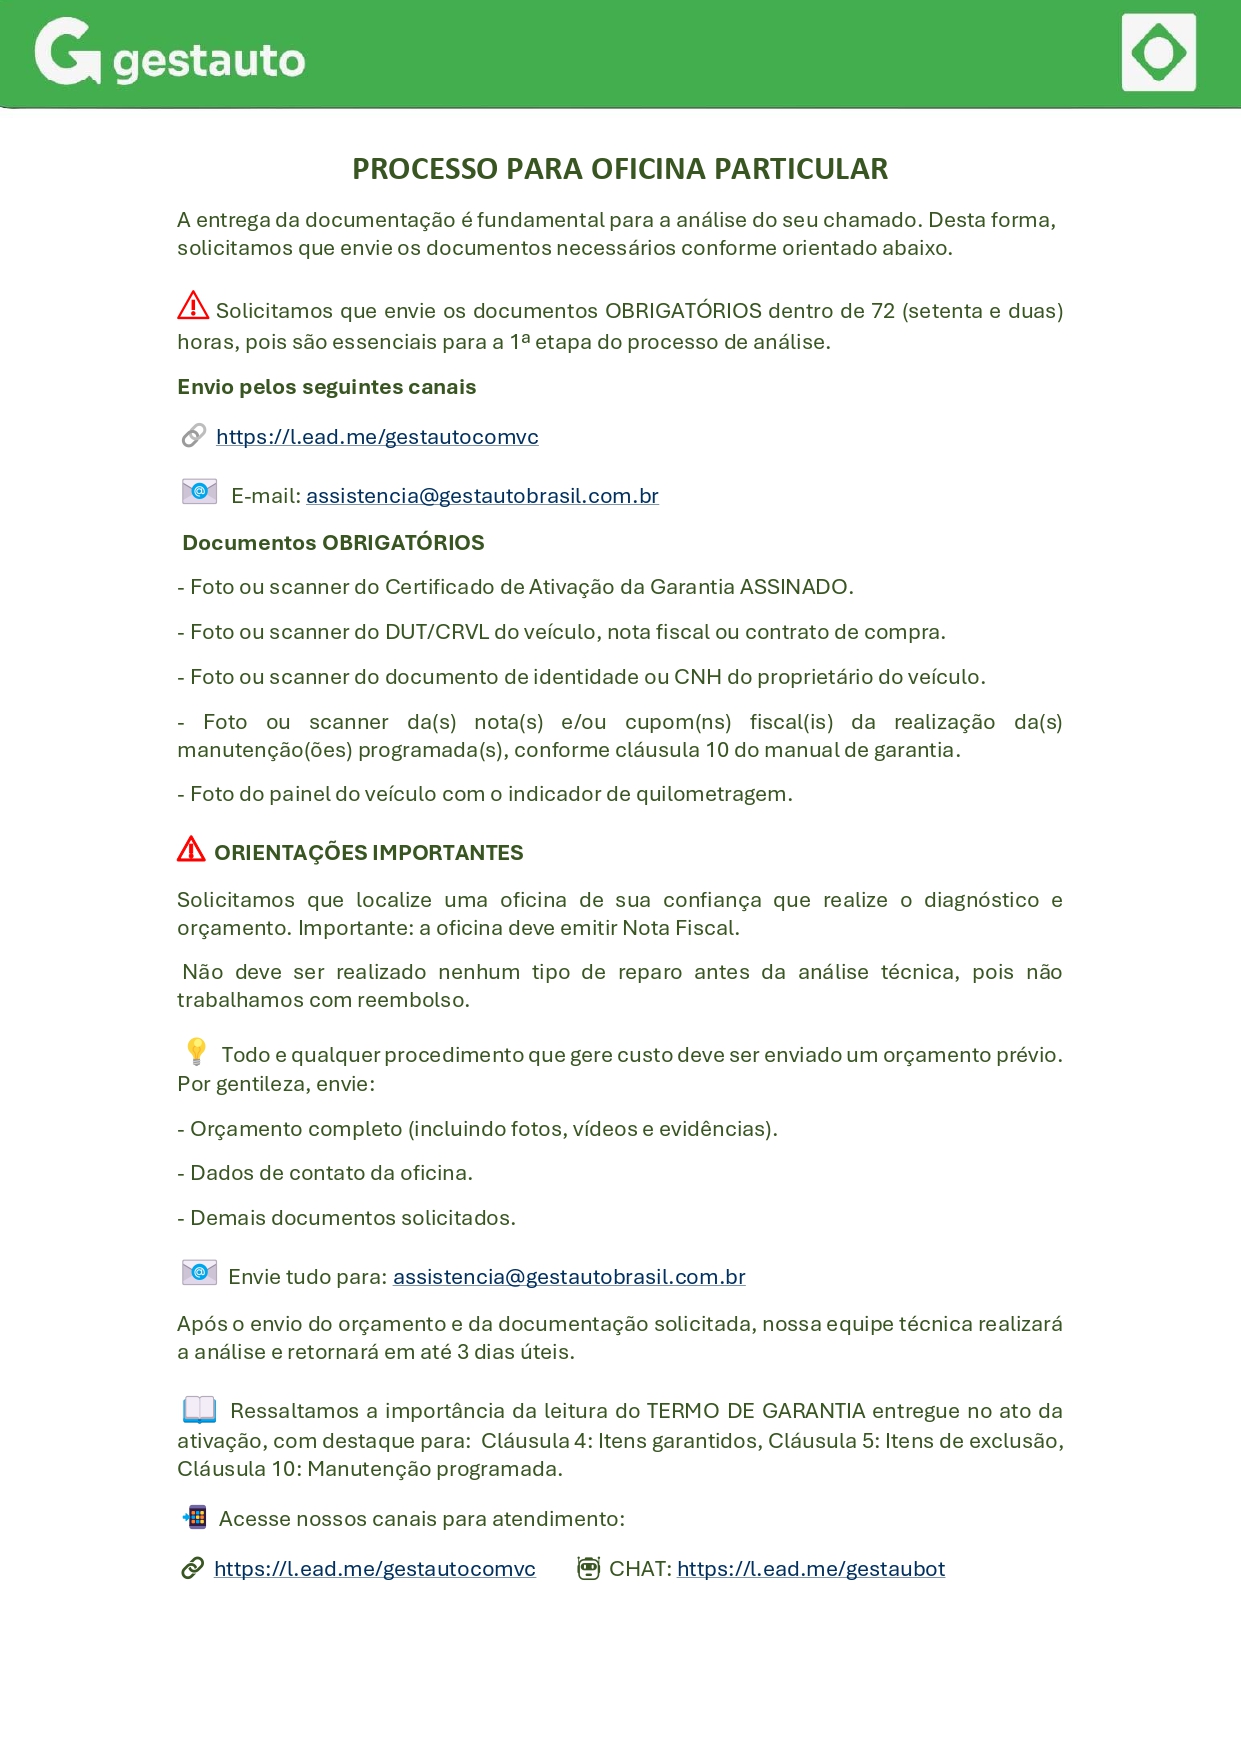 gestauto
PROCESSO PARA OFICINA PARTICULAR
A entrega da documentação é fundamental para a análise do seu chamado. Desta forma,
solicitamos que envie os documentos necessários conforme orientado abaixo.
Solicitamos que envie os documentos OBRIGATÓRIOS dentro de 72 (setenta e duas)
horas, pois são essenciais para a 1ª etapa do processo de análise.
Envio pelos seguintes canais
https://l.ead.me/gestautocomvc
E-mail: assistencia@gestautobrasil.com.br
Documentos OBRIGATÓRIOS
- Foto ou scanner do Certificado de Ativação da Garantia ASSINADO.
- Foto ou scanner do DUT/CRVL do veículo, nota fiscal ou contrato de compra.
- Foto ou scanner do documento de identidade ou CNH do proprietário do veículo.
- Foto ou scanner da(s) nota(s) e/ou cupom(ns) fiscal(is) da realização da(s)
manutenção(ões) programada(s), conforme cláusula 10 do manual de garantia.
- Foto do painel do veículo com o indicador de quilometragem.
ORIENTAÇÕES IMPORTANTES
Solicitamos que localize uma oficina de sua confiança que realize o diagnóstico e
orçamento. Importante: a oficina deve emitir Nota Fiscal.
Não deve ser realizado nenhum tipo de reparo antes da análise técnica, pois não
trabalhamos com reembolso.
Todo e qualquer procedimento que gere custo deve ser enviado um orçamento prévio.
Por gentileza, envie:
- Orçamento completo (incluindo fotos, vídeos e evidências).
- Dados de contato da oficina.
- Demais documentos solicitados.
Envie tudo para: assistencia@gestautobrasil.com.br
Após o envio do orçamento e da documentação solicitada, nossa equipe técnica realizará
a análise e retornará em até 3 dias úteis.
Ressaltamos a importância da leitura do TERMO DE GARANTIA entregue no ato da
ativação, com destaque para: Cláusula 4: Itens garantidos, Cláusula 5: Itens de exclusão,
Cláusula 10: Manutenção programada.
Acesse nossos canais para atendimento:
https://l.ead.me/gestautocomvc CHAT: https://l.ead.me/gestaubot